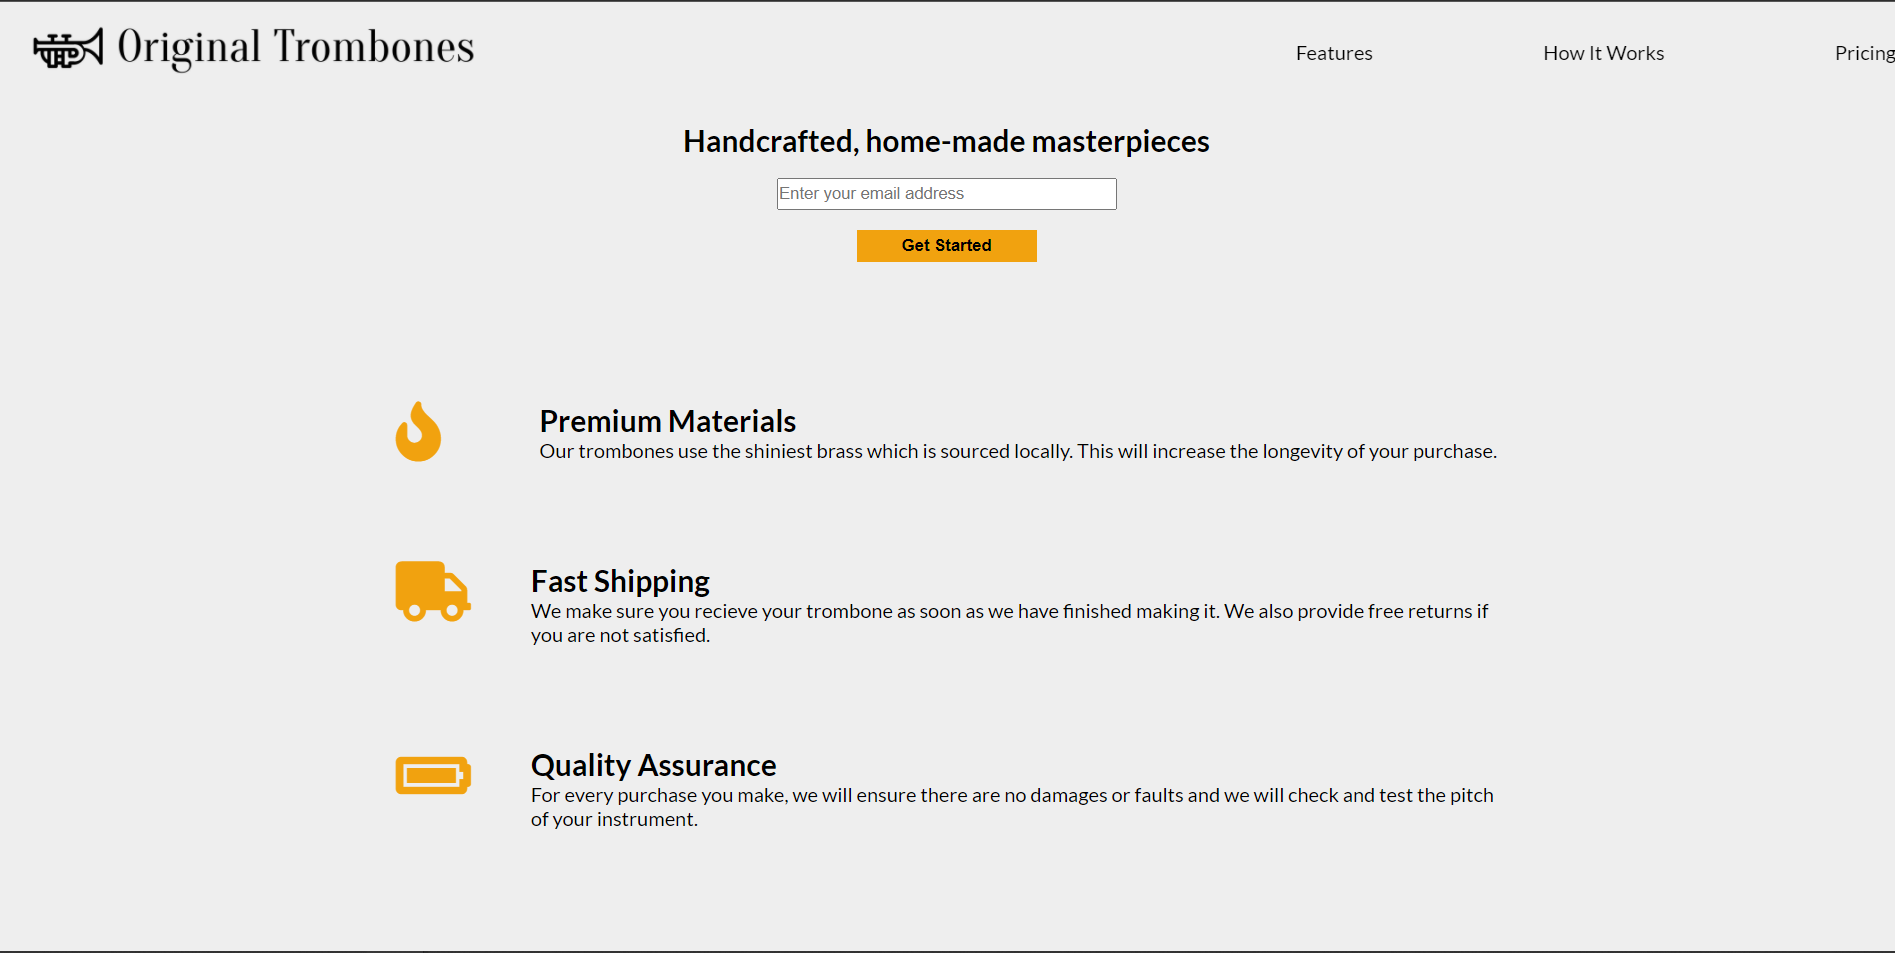 Original Trombones
Features
How It Works
Pricing
Handcrafted, home-made masterpieces
Enter your email address
Get Started
Premium Materials
Our trombones use the shiniest brass which is sourced locally. This will increase the longevity of your purchase.
Fast Shipping
We make sure you recieve your trombone as soon as we have finished making it. We also provide free returns if
you are not satisfied.
Quality Assurance
For every purchase you make, we will ensure there are no damages or faults and we will check and test the pitch
of your instrument.